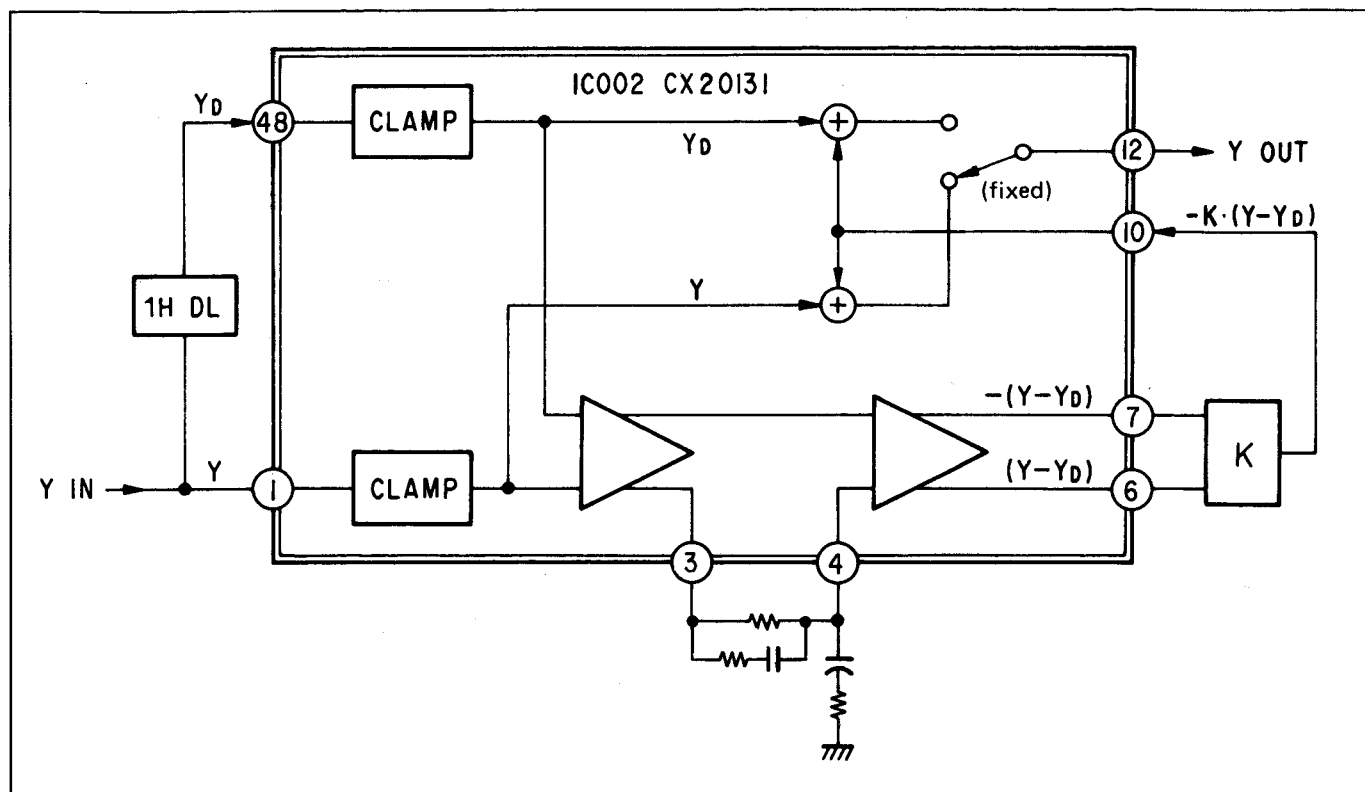 IC002 CX20131
YD
48
CLAMP
YD
+
12
Y OUT
(fixed)
10
-K·(Y-YD)
1H DL
Y
+
-(Y-YD)
7
K
Y IN
Y
1
CLAMP
(Y-YD)
6
3
4